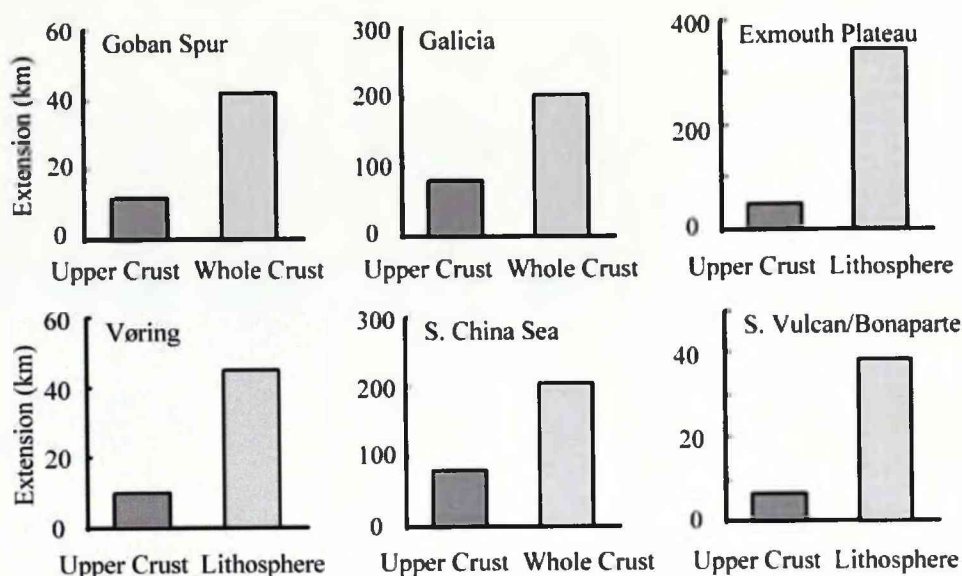 Goban Spur
Extension (km)
60
40
20
0
Upper Crust Whole Crust
Galicia
300
200
100
0
Upper Crust Whole Crust
Exmouth Plateau
400
200
0
Upper Crust Lithosphere
Vøring
Extension (km)
60
40
20
0
Upper Crust Lithosphere
S. China Sea
300
200
100
0
Upper Crust Whole Crust
S. Vulcan/Bonaparte
40
20
0
Upper Crust Lithosphere